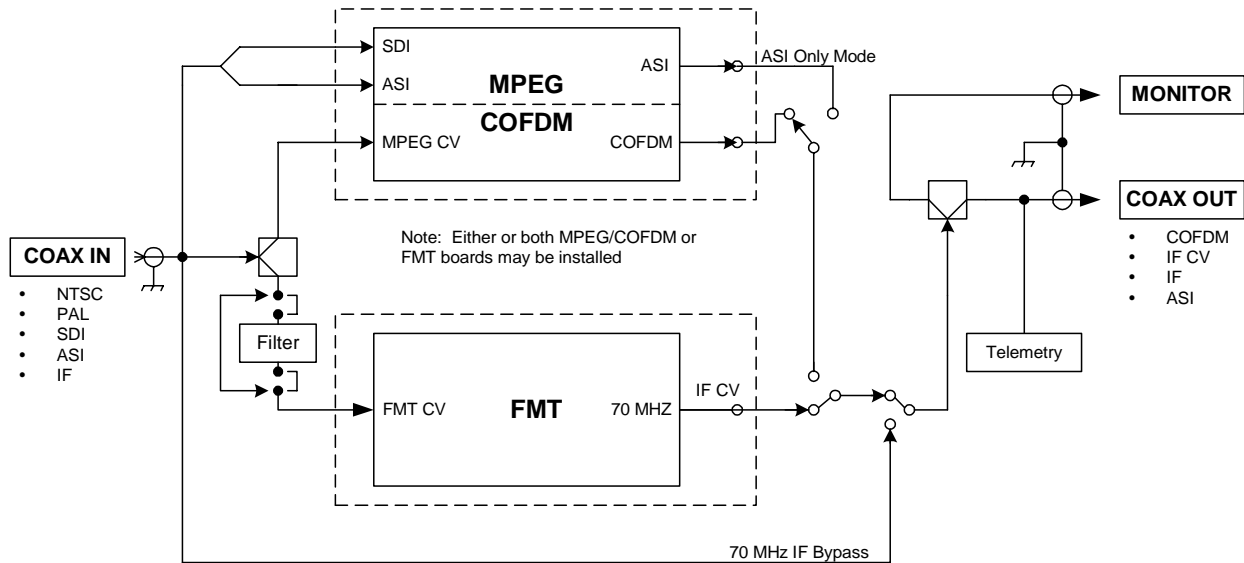 SDI
ASI
MPEG
ASI
ASI Only Mode
COFDM
MPEG CV
COFDM
MONITOR
COAX OUT
• COFDM
• IF CV
• IF
• ASI
Note: Either or both MPEG/COFDM or
FMT boards may be installed
COAX IN
• NTSC
• PAL
• SDI
• ASI
• IF
Filter
Telemetry
FMT CV
FMT
70 MHZ
IF CV
70 MHz IF Bypass